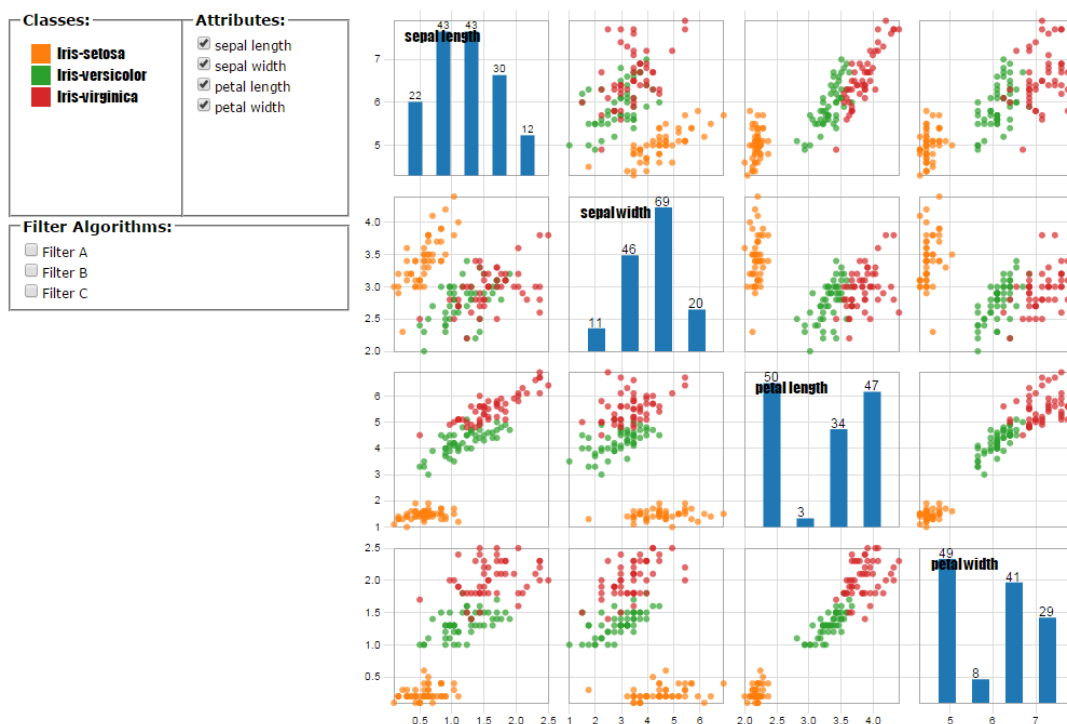 Classes:
Iris-setosa
Iris-versicolor
Iris-virginica
Attributes:
sepal length
sepal width
petal length
petal width
Filter Algorithms:
Filter A
Filter B
Filter C
sepal length
22
43
43
30
12
7
6
5
sepal width
11
46
69
20
4.0
3.5
3.0
2.5
2.0
petal length
50
3
34
47
6
5
4
3
2
1
petal width
49
8
41
29
2.5
2.0
1.5
1.0
0.5
0.5 1.0 1.5 2.0 2.5
1 2 3 4 5 6
2.0 2.5 3.0 3.5 4.0
5 6 7